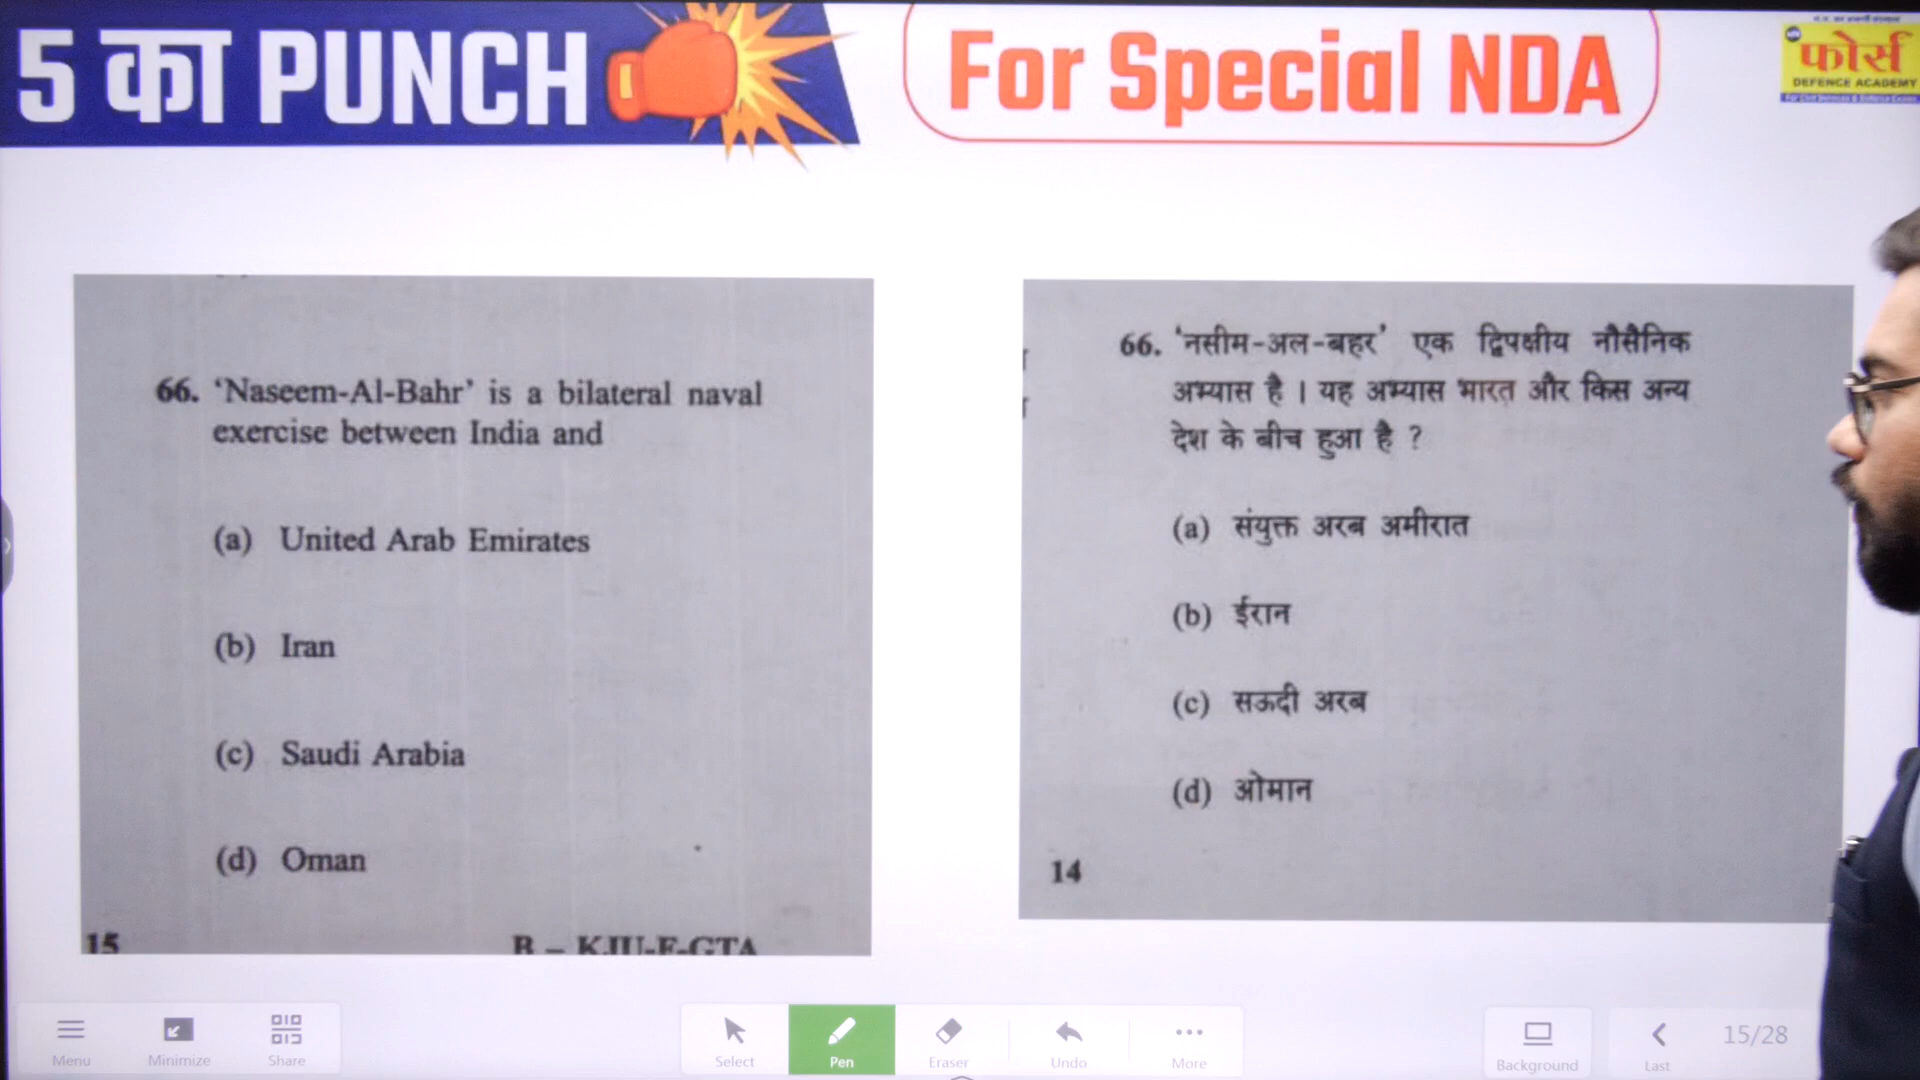 5 का PUNCH
For Special NDA
फोर्स
DEFENCE ACADEMY
66. ‘Naseem-Al-Bahr’ is a bilateral naval
exercise between India and
(a) United Arab Emirates
(b) Iran
(c) Saudi Arabia
(d) Oman
15
B – KJU-F-GTA
66. ‘नसीम-अल-बहर’ एक द्विपक्षीय नौसैनिक
अभ्यास है । यह अभ्यास भारत और किस अन्य
देश के बीच हुआ है ?
(a) संयुक्त अरब अमीरात
(b) ईरान
(c) सऊदी अरब
(d) ओमान
14
Menu
Minimize
Share
Select
Pen
Eraser
Undo
More
Background
Last
15/28